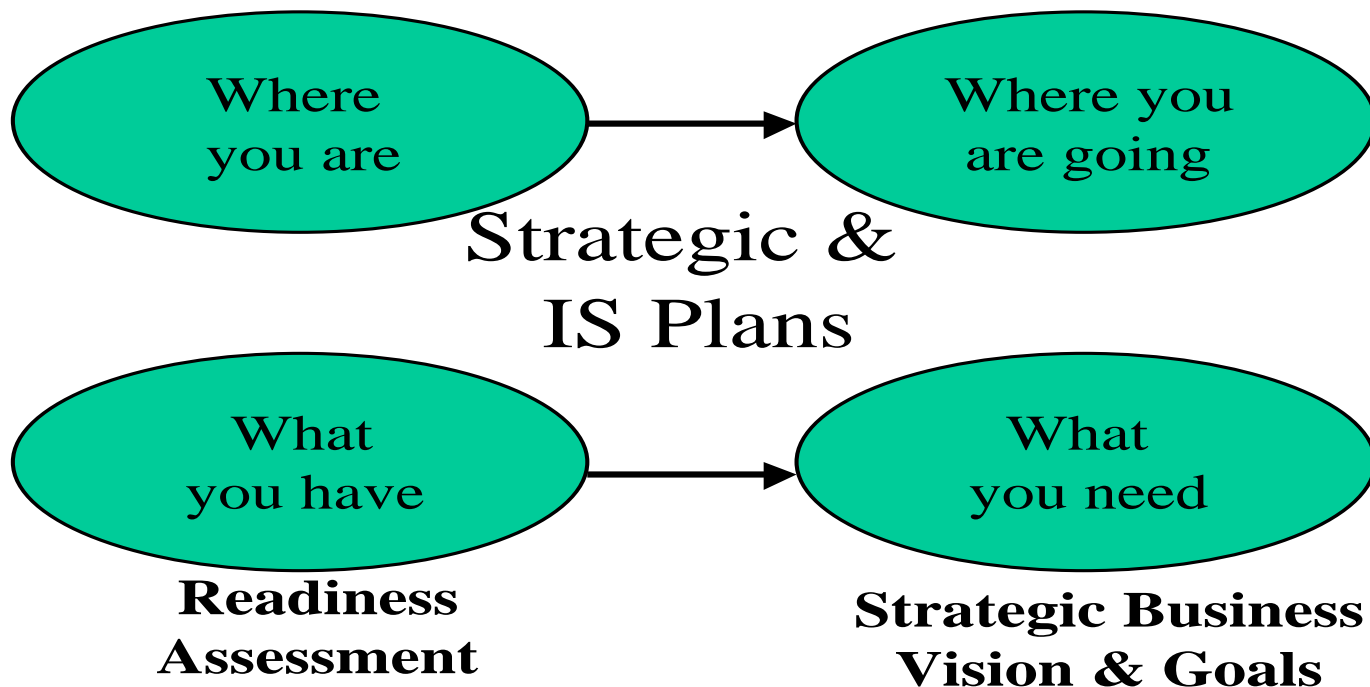 Where
you are
Where you
are going
Strategic &
IS Plans
What
you have
What
you need
Readiness
Assessment
Strategic Business
Vision & Goals